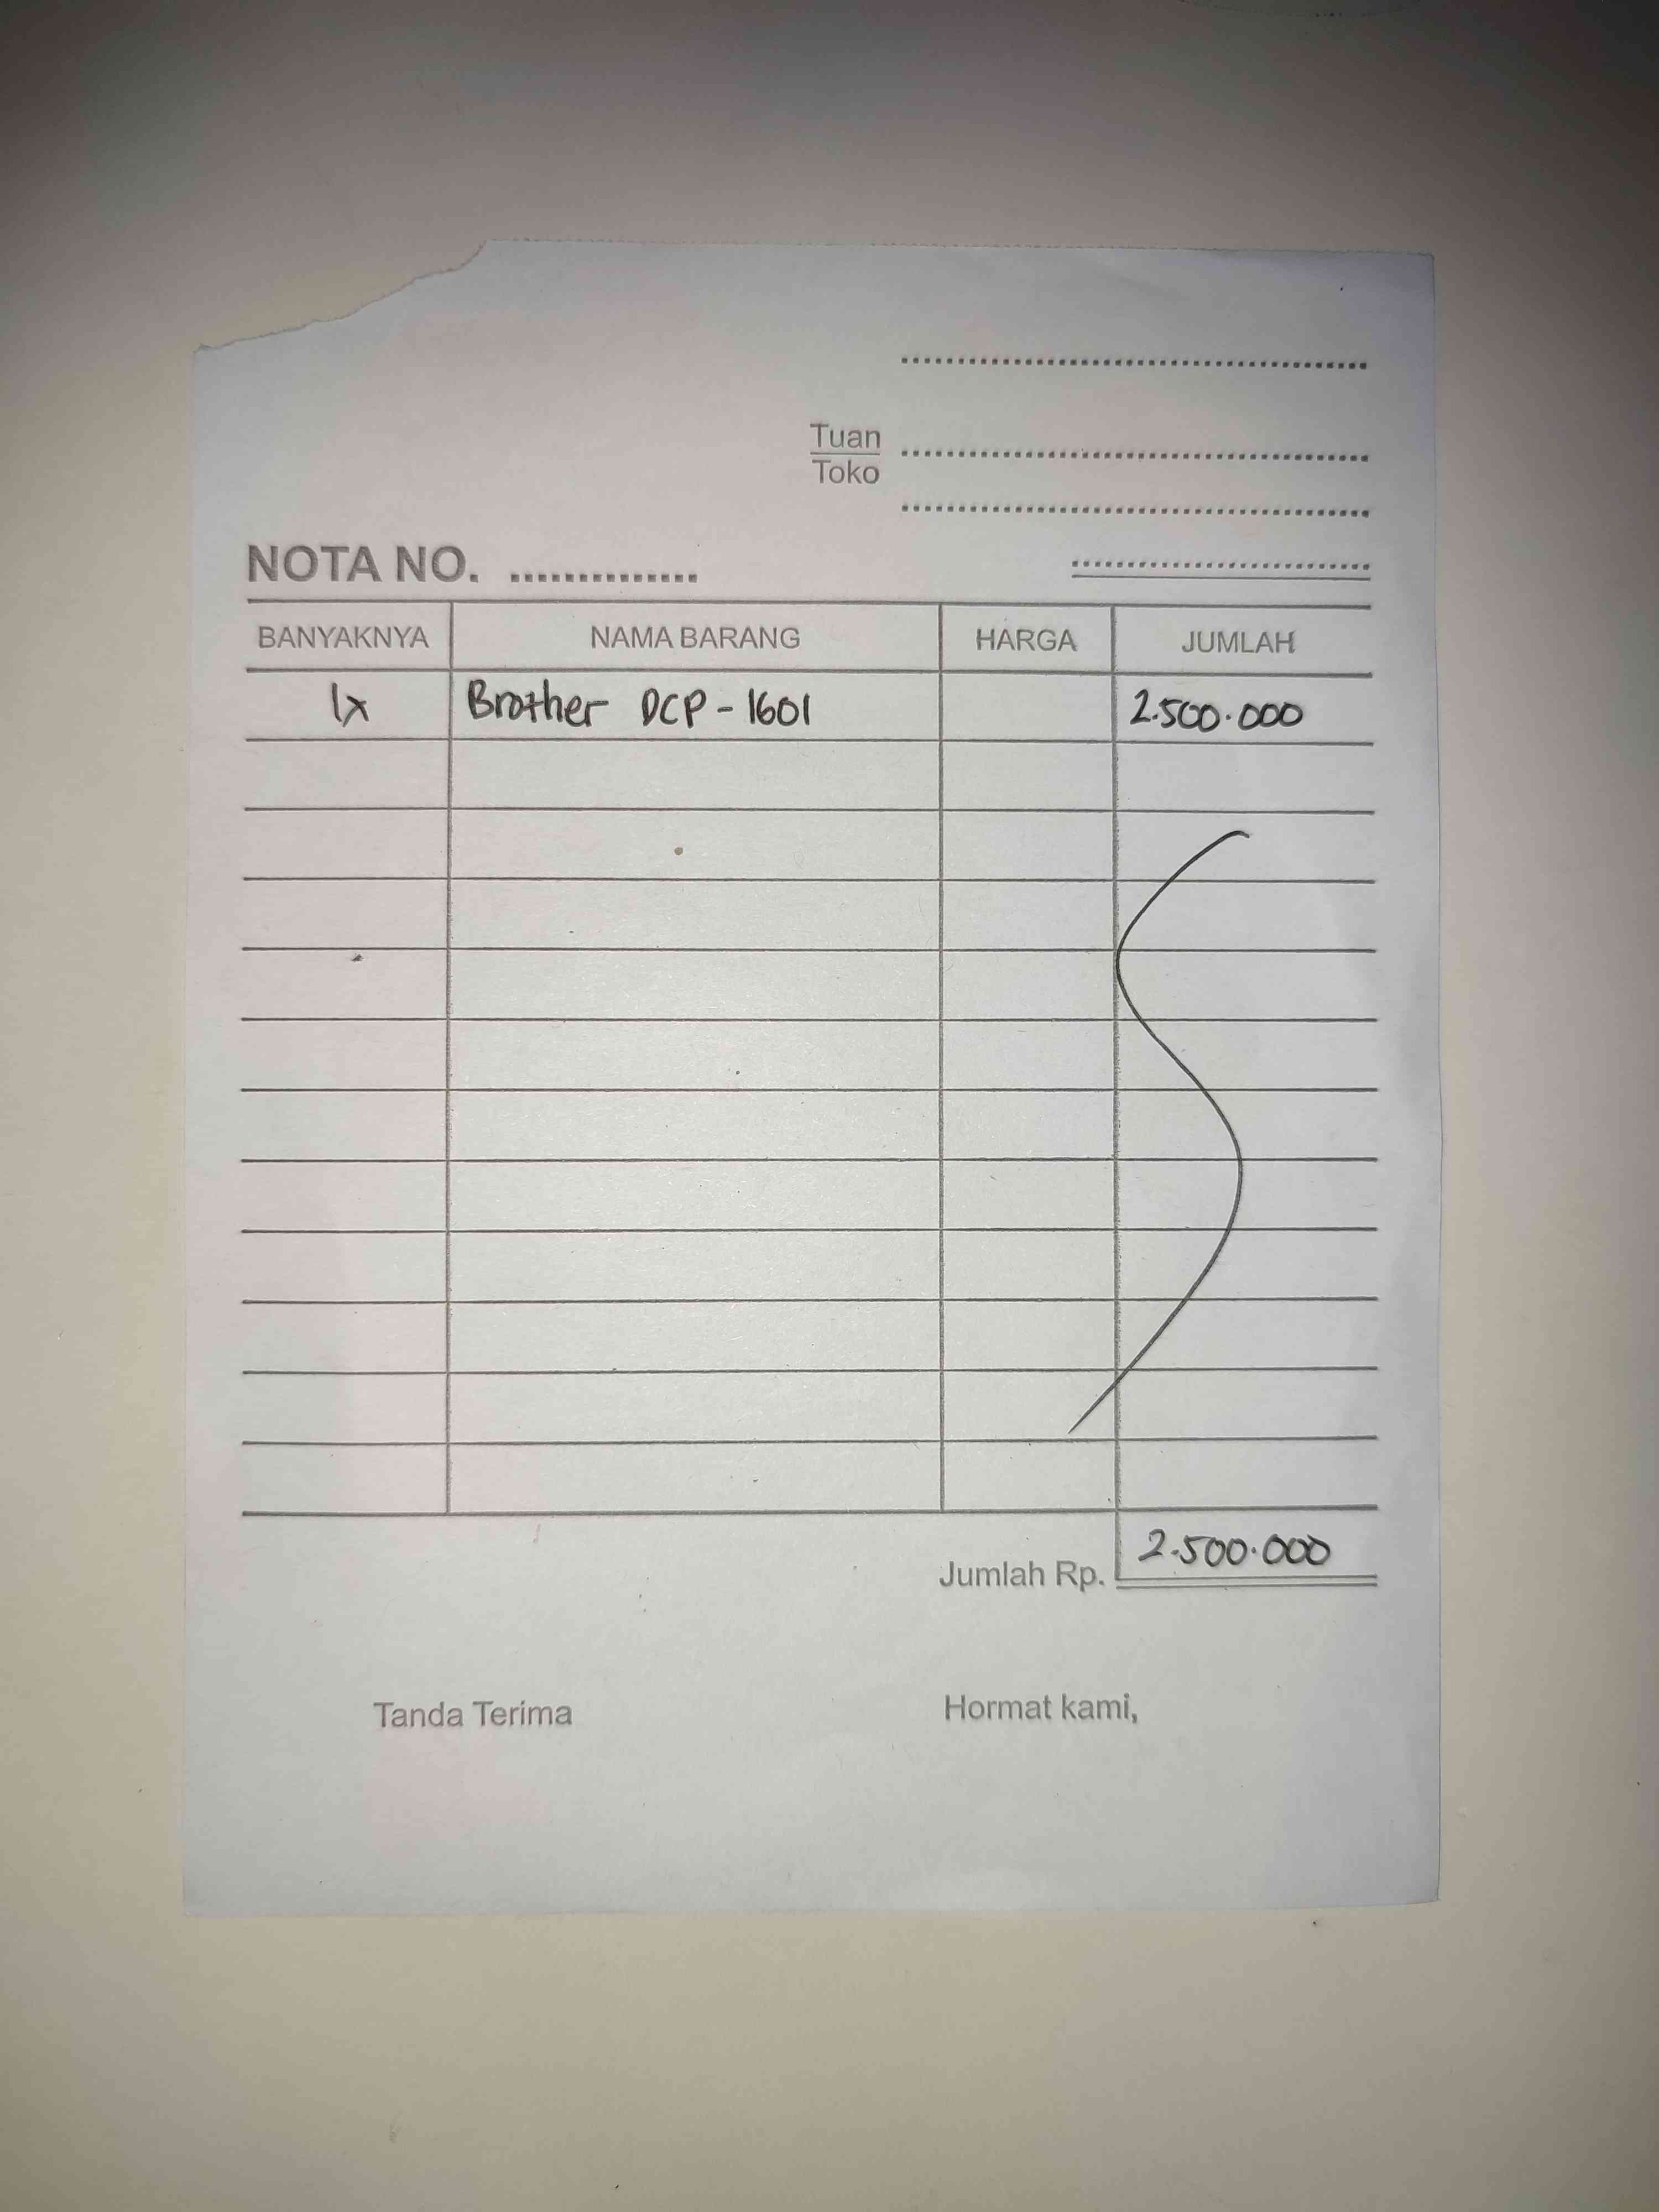 Tuan
Toko
NOTA NO. ..............
BANYAKNYA NAMA BARANG HARGA JUMLAH
1x Brother DCP - 1601 2.500.000
Jumlah Rp. 2.500.000
Tanda Terima Hormat kami,